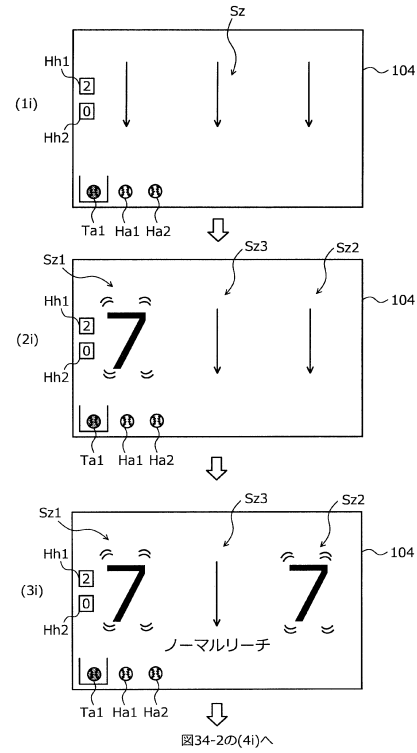 Sz
Hh1
104
2
(1i)
0
Hh2
Ta1 Ha1 Ha2
Sz1 Sz3 Sz2
Hh1
104
2
7
(2i)
0
Hh2
Ta1 Ha1 Ha2
Sz1 Sz3 Sz2
Hh1
104
2
7 7
(3i)
0
Hh2
ノーマルリーチ
Ta1 Ha1 Ha2
図34-2の(4i)へ